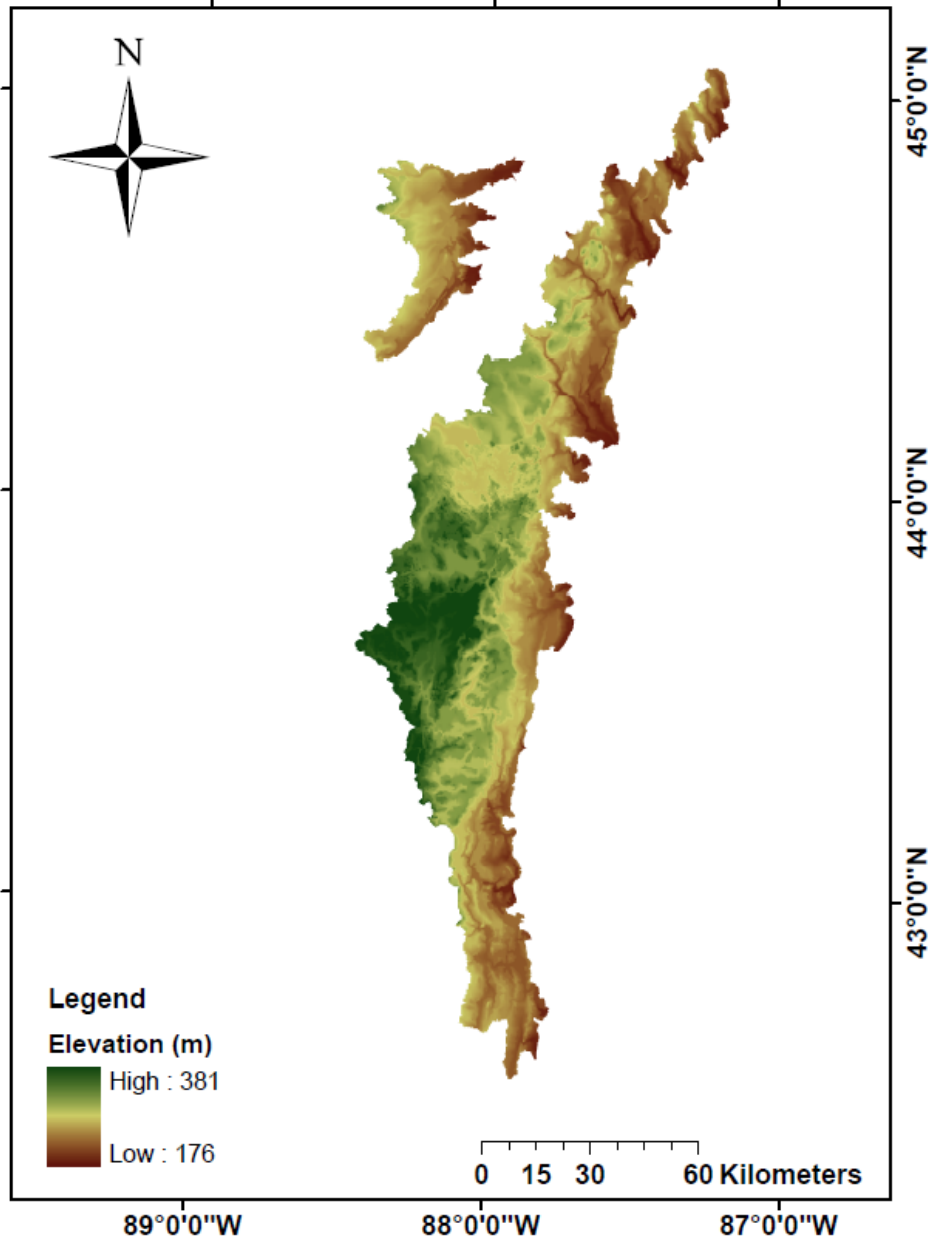 N
45°0'0"N
44°0'0"N
43°0'0"N
Legend
Elevation (m)
High : 381
Low : 176
0 15 30 60 Kilometers
89°0'0"W 88°0'0"W 87°0'0"W